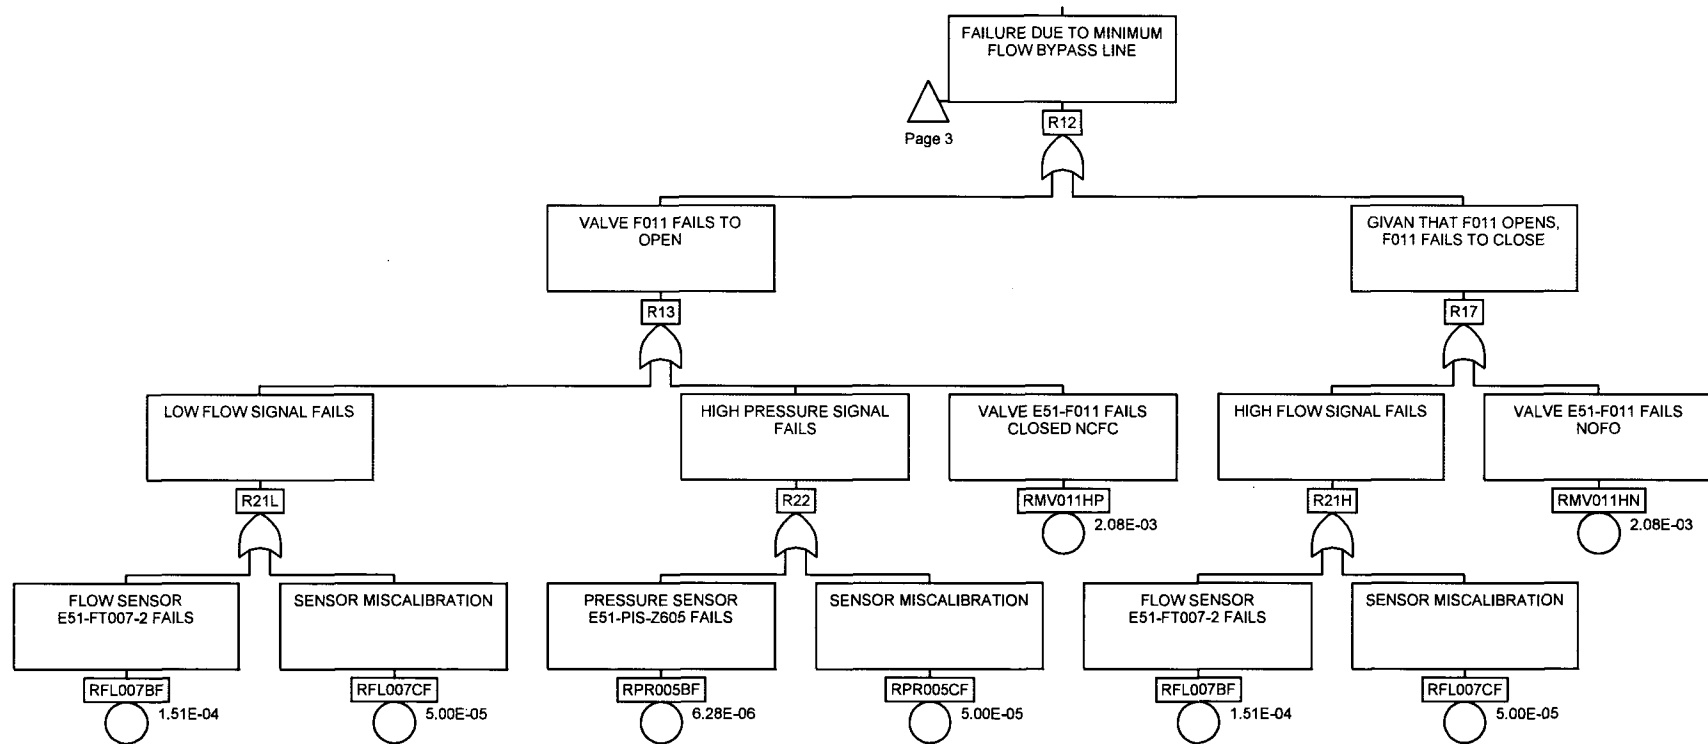 FAILURE DUE TO MINIMUM
FLOW BYPASS LINE
Page 3
R12
VALVE F011 FAILS TO
OPEN
GIVAN THAT F011 OPENS,
F011 FAILS TO CLOSE
R13
R17
LOW FLOW SIGNAL FAILS
HIGH PRESSURE SIGNAL
FAILS
VALVE E51-F011 FAILS
CLOSED NCFC
HIGH FLOW SIGNAL FAILS
VALVE E51-F011 FAILS
NOFO
R21L
R22
RMV011HP
2.08E-03
R21H
RMV011HN
2.08E-03
FLOW SENSOR
E51-FT007-2 FAILS
SENSOR MISCALIBRATION
PRESSURE SENSOR
E51-PIS-Z605 FAILS
SENSOR MISCALIBRATION
FLOW SENSOR
E51-FT007-2 FAILS
SENSOR MISCALIBRATION
RFL007BF
1.51E-04
RFL007CF
5.00E-05
RPR005BF
6.28E-06
RPR005CF
5.00E-05
RFL007BF
1.51E-04
RFL007CF
5.00E-05